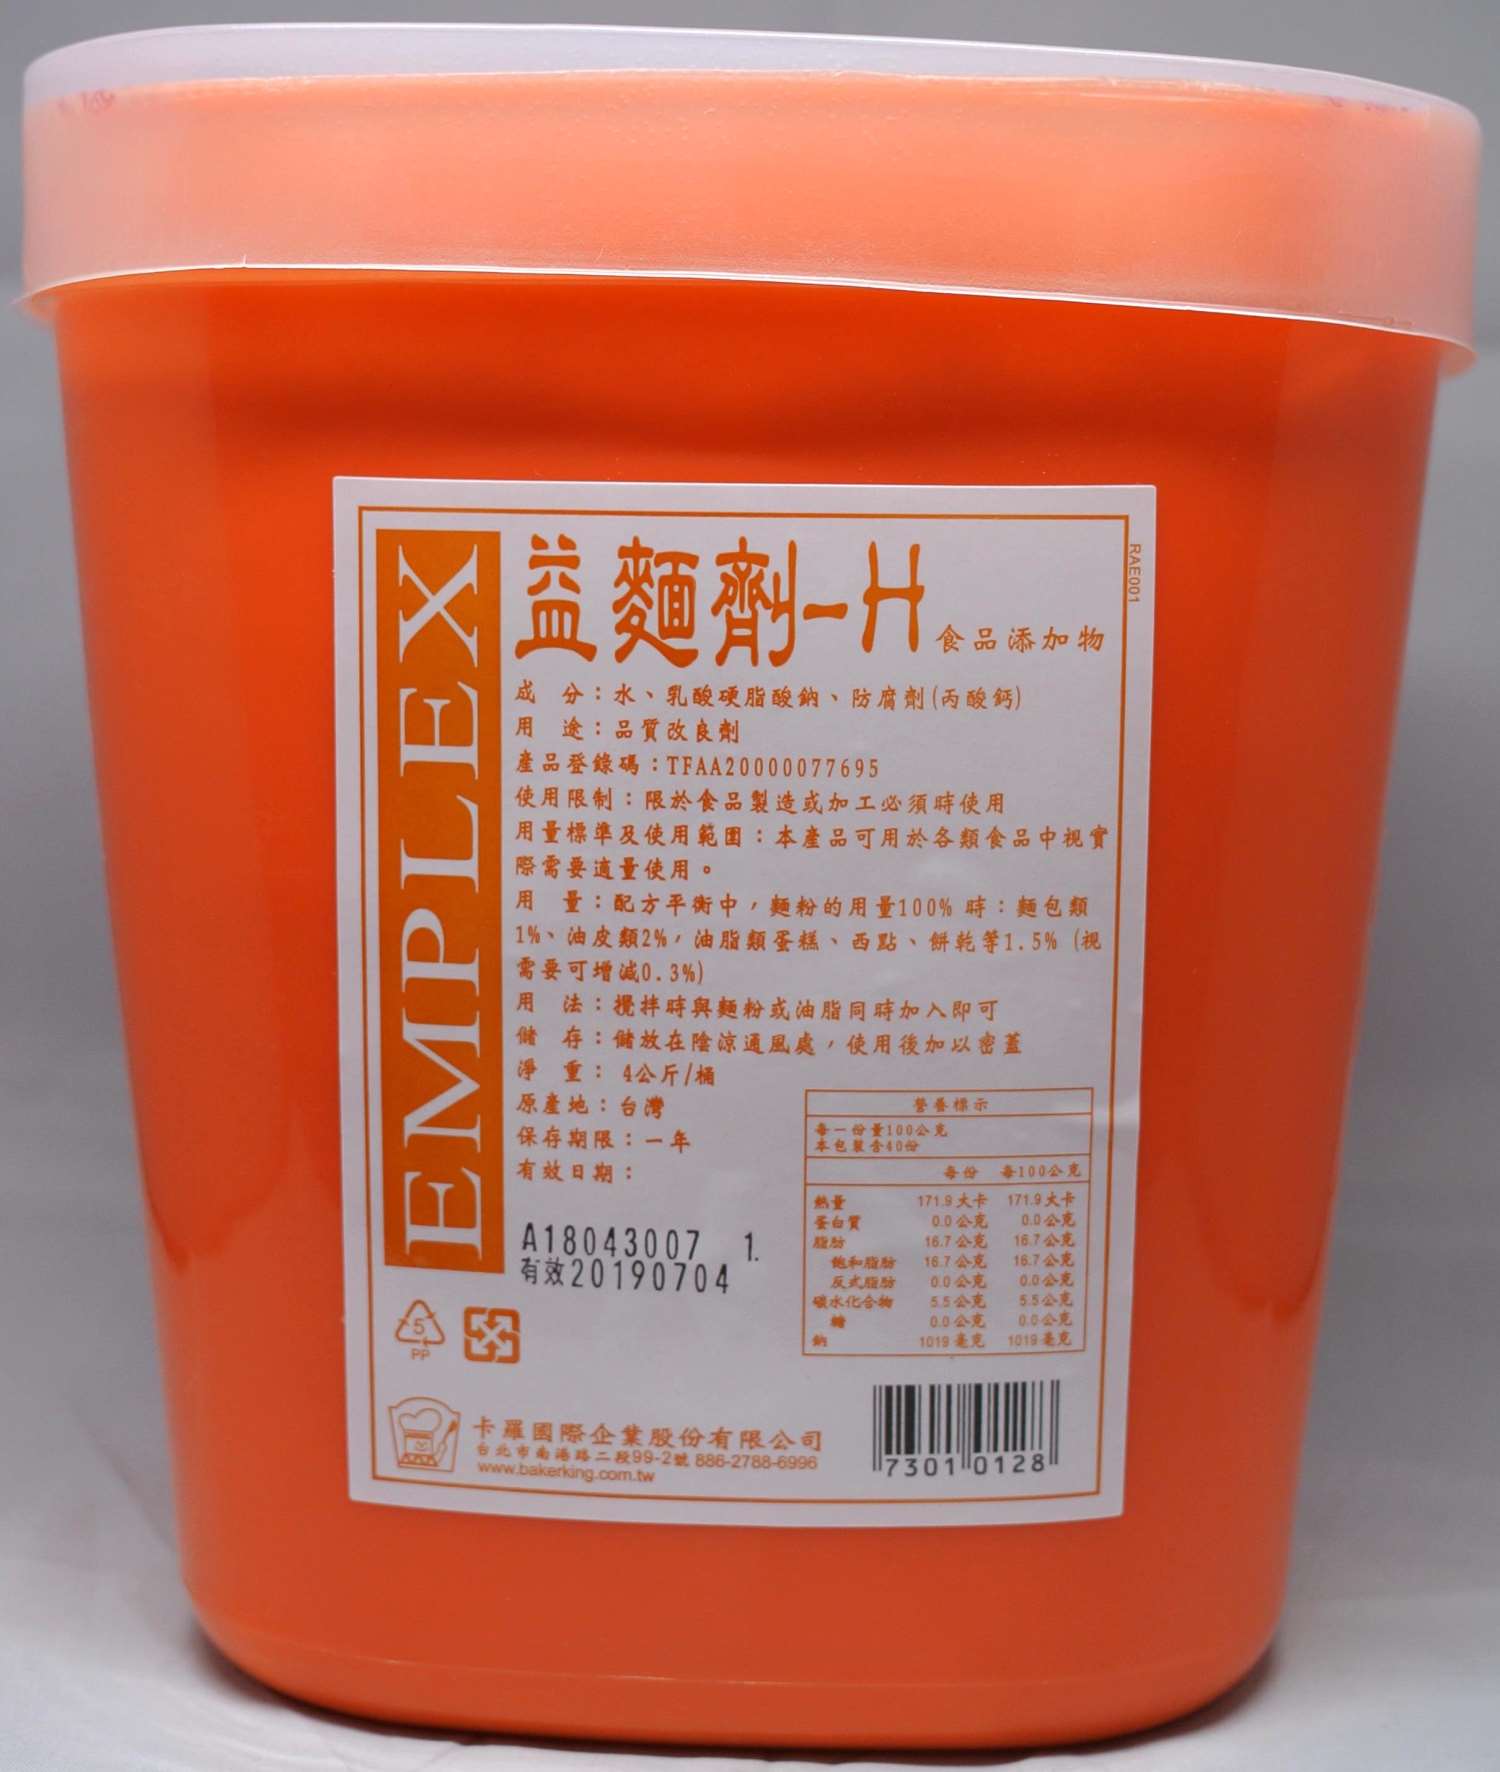 EMPLEX
益麵劑-H 食品添加物
RAE001
成 分：水、乳酸硬脂酸鈉、防腐劑(丙酸鈣)
用 途：品質改良劑
產品登錄碼：TFAA20000077695
使用限制：限於食品製造或加工必須時使用
用量標準及使用範圍：本產品可用於各類食品中視實
際需要適量使用。
用 量：配方平衡中，麵粉的用量100% 時：麵包類
1%、油皮類2%，油脂類蛋糕、西點、餅乾等1.5% (視
需要可增減0.3%)
用 法：攪拌時與麵粉或油脂同時加入即可
儲 存：儲放在陰涼通風處，使用後加以密蓋
淨 重： 4公斤/桶
原產地：台灣
保存期限：一年
有效日期：
A18043007 1.
有效20190704
營養標示
每一份量100公克
本包裝含40份
每份 每100公克
熱量 171.9大卡 171.9大卡
蛋白質 0.0公克 0.0公克
脂肪 16.7公克 16.7公克
飽和脂肪 16.7公克 16.7公克
反式脂肪 0.0公克 0.0公克
碳水化合物 5.5公克 5.5公克
糖 0.0公克 0.0公克
鈉 1019毫克 1019毫克
5
PP
卡羅國際企業股份有限公司
台北市南港路二段99-2號 886-2788-6996
www.bakerking.com.tw
73010128